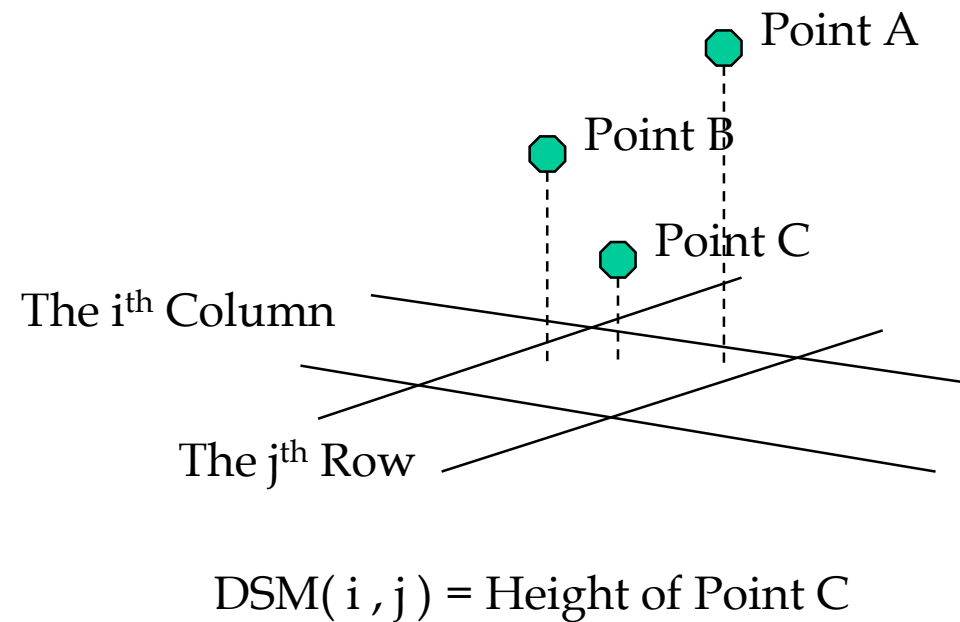 Point A
Point B
Point C
The iᵗʰ Column
The jᵗʰ Row
DSM( i , j ) = Height of Point C